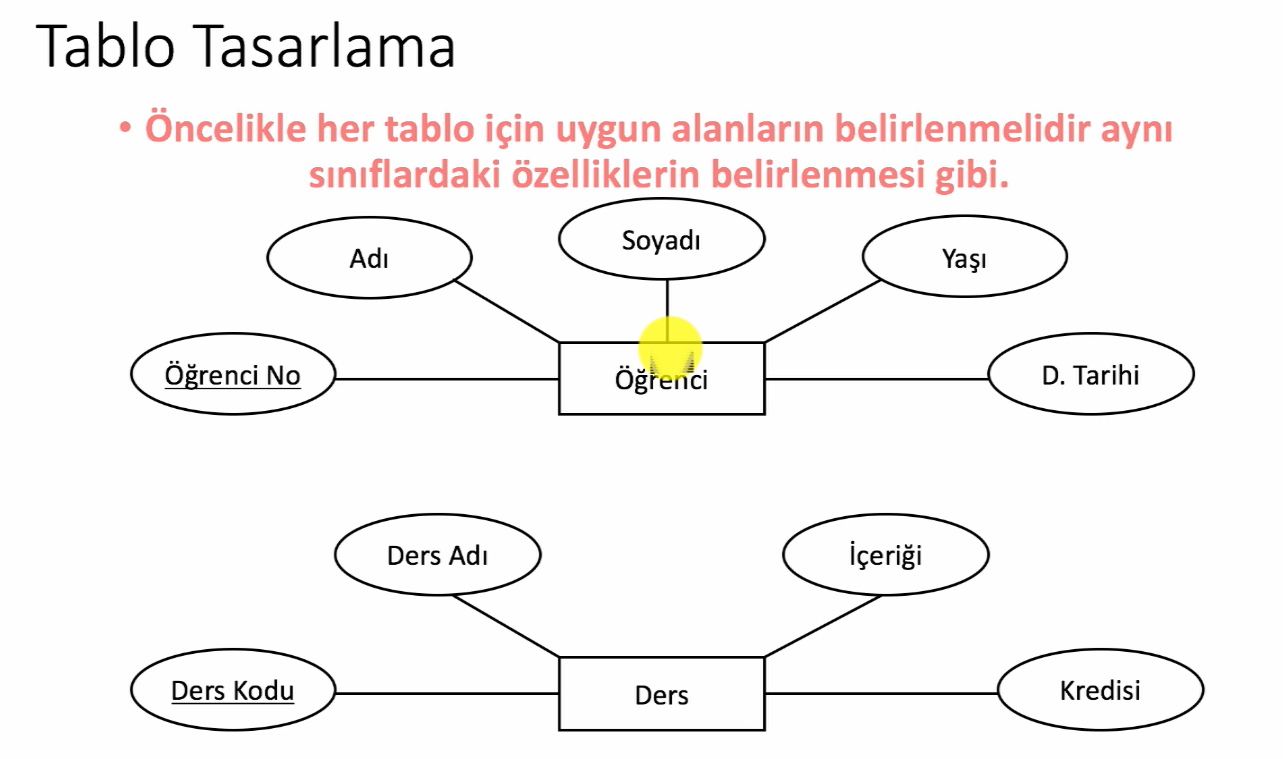 Tablo Tasarlama
• Öncelikle her tablo için uygun alanların belirlenmelidir aynı
sınıflardaki özelliklerin belirlenmesi gibi.
Adı
Soyadı
Yaşı
Öğrenci No
Öğrenci
D. Tarihi
Ders Adı
İçeriği
Ders Kodu
Ders
Kredisi